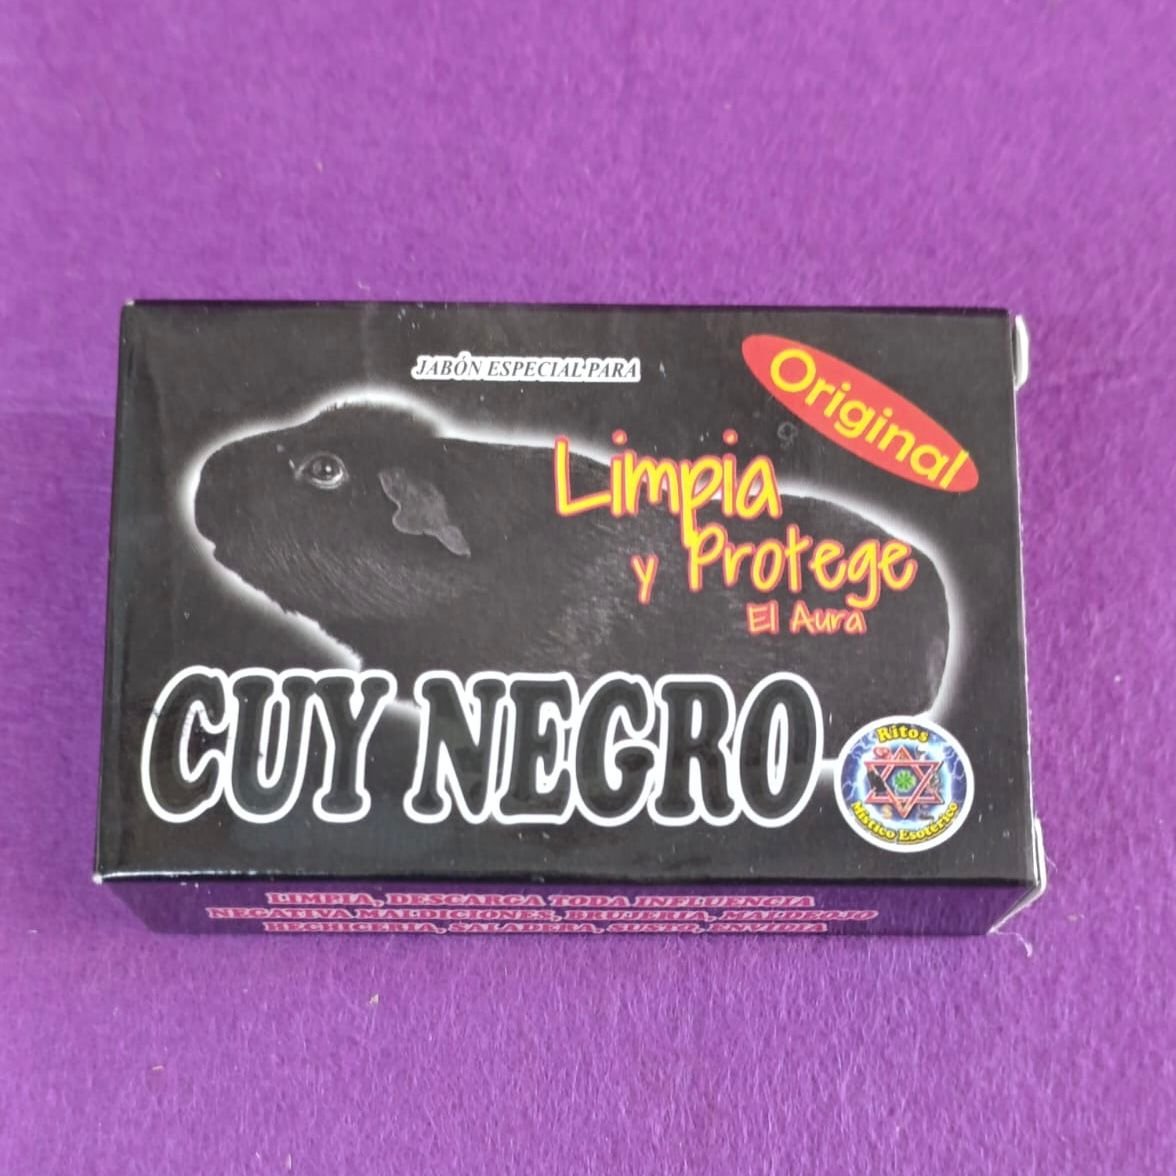 JABÓN ESPECIAL PARA
Original
Limpia
y Protege
El Aura
CUY NEGRO
Ritos
Místico Esotérico
LIMPIA, DESCARGA TODA INFLUENCIA
NEGATIVA MALDICIONES, BRUJERIA, MALDEOJO
HECHICERIA, SALADERA, SUSTO, ENVIDIA